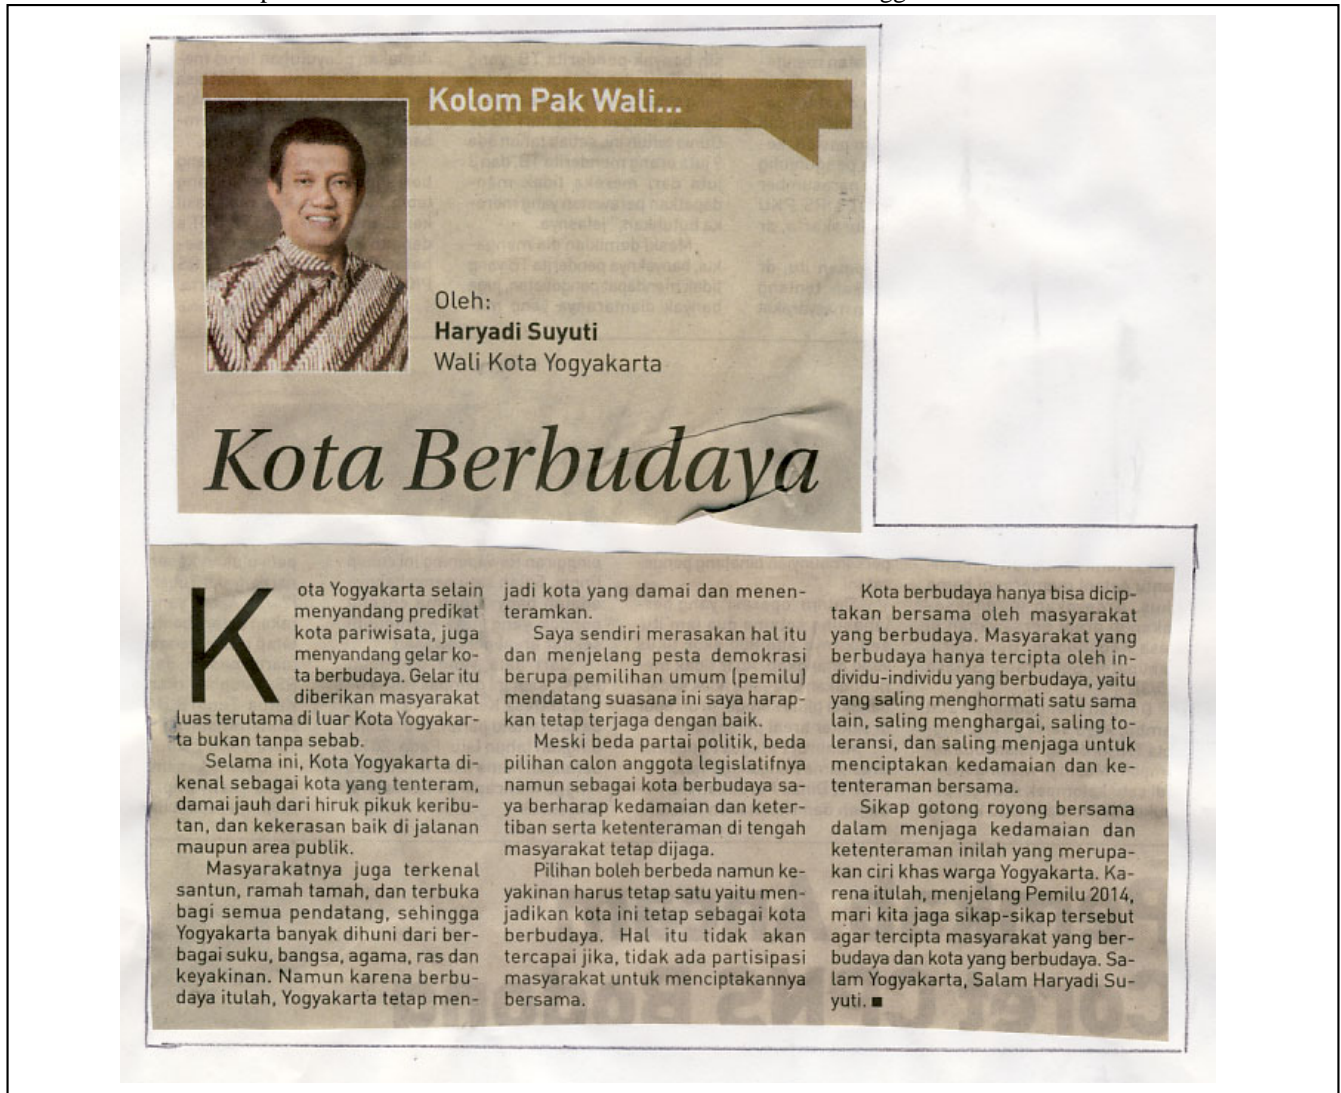 Kolom Pak Wali...
Oleh:
Haryadi Suyuti
Wali Kota Yogyakarta
Kota Berbudaya
Kota Yogyakarta selain
menyandang predikat
kota pariwisata, juga
menyandang gelar ko-
ta berbudaya. Gelar itu
diberikan masyarakat
luas terutama di luar Kota Yogyakar-
ta bukan tanpa sebab.
Selama ini, Kota Yogyakarta di-
kenal sebagai kota yang tenteram,
damai jauh dari hiruk pikuk keribu-
tan, dan kekerasan baik di jalanan
maupun area publik.
Masyarakatnya juga terkenal
santun, ramah tamah, dan terbuka
bagi semua pendatang, sehingga
Yogyakarta banyak dihuni dari ber-
bagai suku, bangsa, agama, ras dan
keyakinan. Namun karena berbu-
daya itulah, Yogyakarta tetap men-
jadi kota yang damai dan menen-
teramkan.
Saya sendiri merasakan hal itu
dan menjelang pesta demokrasi
berupa pemilihan umum (pemilu)
mendatang suasana ini saya harap-
kan tetap terjaga dengan baik.
Meski beda partai politik, beda
pilihan calon anggota legislatifnya
namun sebagai kota berbudaya sa-
ya berharap kedamaian dan keter-
tiban serta ketenteraman di tengah
masyarakat tetap dijaga.
Pilihan boleh berbeda namun ke-
yakinan harus tetap satu yaitu men-
jadikan kota ini tetap sebagai kota
berbudaya. Hal itu tidak akan
tercapai jika, tidak ada partisipasi
masyarakat untuk menciptakannya
bersama.
Kota berbudaya hanya bisa dicip-
takan bersama oleh masyarakat
yang berbudaya. Masyarakat yang
berbudaya hanya tercipta oleh in-
dividu-individu yang berbudaya, yaitu
yang saling menghormati satu sama
lain, saling menghargai, saling to-
leransi, dan saling menjaga untuk
menciptakan kedamaian dan ke-
tenteraman bersama.
Sikap gotong royong bersama
dalam menjaga kedamaian dan
ketenteraman inilah yang merupa-
kan ciri khas warga Yogyakarta. Ka-
rena itulah, menjelang Pemilu 2014,
mari kita jaga sikap-sikap tersebut
agar tercipta masyarakat yang ber-
budaya dan kota yang berbudaya. Sa-
lam Yogyakarta, Salam Haryadi Su-
yuti. ■